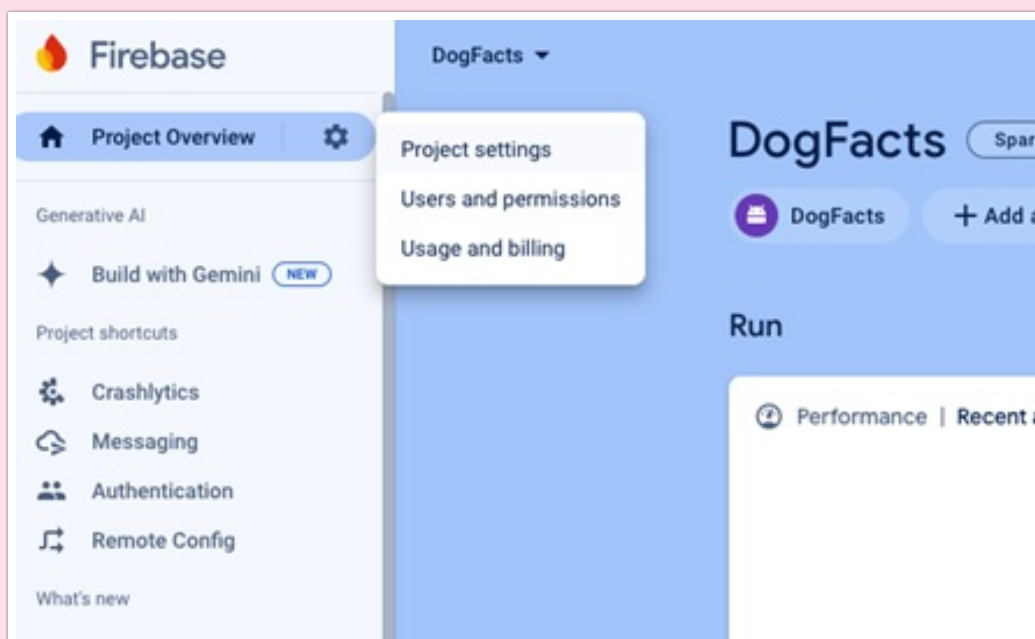 Firebase
Project Overview
Generative AI
Build with Gemini NEW
Project shortcuts
Crashlytics
Messaging
Authentication
Remote Config
What's new
Project settings
Users and permissions
Usage and billing
DogFacts
DogFacts
DogFacts
Run
Performance | Recent